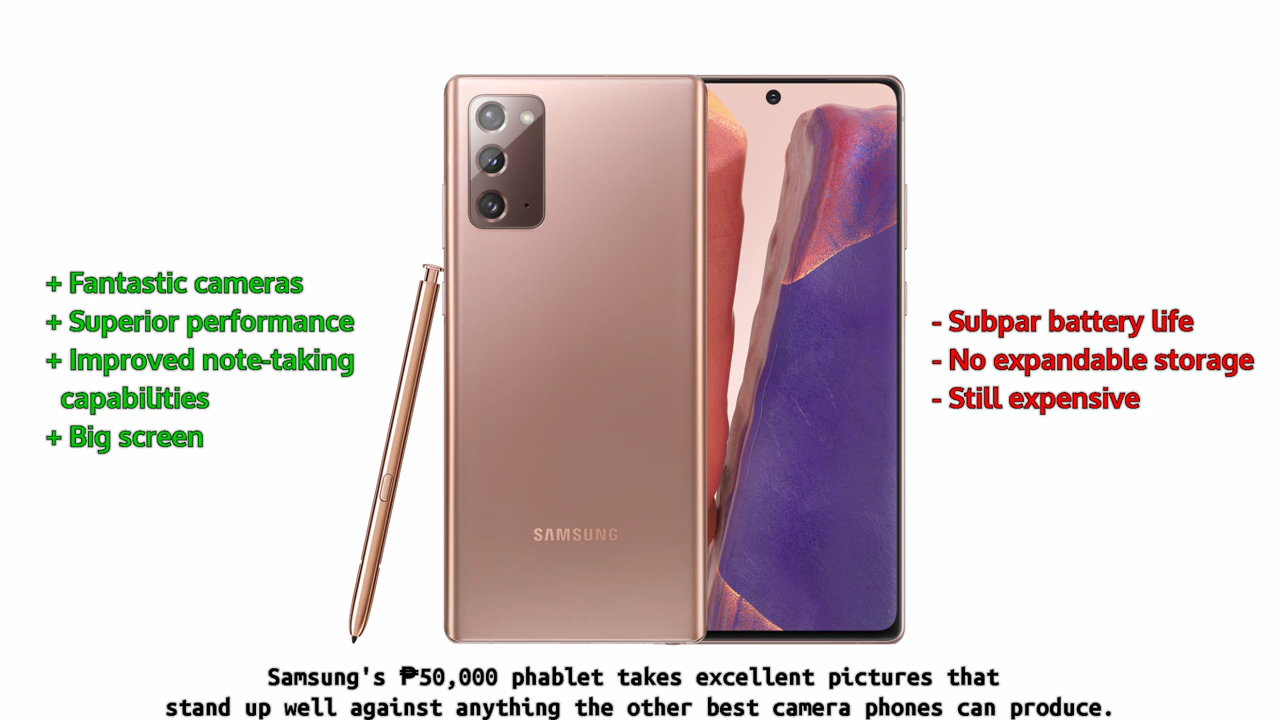 + Fantastic cameras
+ Superior performance
+ Improved note-taking
capabilities
+ Big screen
SAMSUNG
- Subpar battery life
- No expandable storage
- Still expensive
Samsung's ₱50,000 phablet takes excellent pictures that
stand up well against anything the other best camera phones can produce.